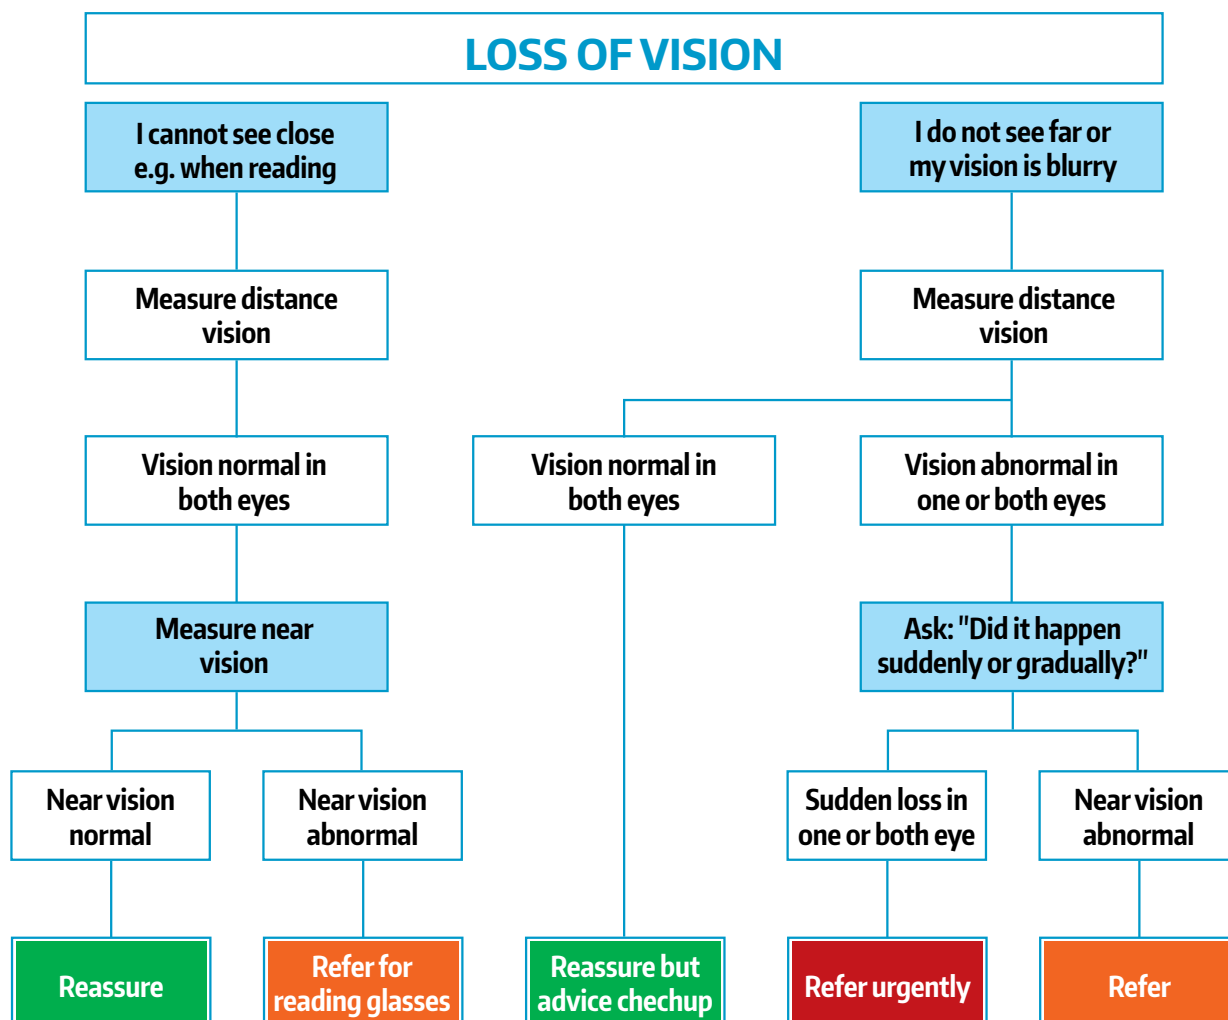 LOSS OF VISION
I cannot see close
e.g. when reading
I do not see far or
my vision is blurry
Measure distance
vision
Measure distance
vision
Vision normal in
both eyes
Vision normal in
both eyes
Vision abnormal in
one or both eyes
Measure near
vision
Ask: "Did it happen
suddenly or gradually?"
Near vision
normal
Near vision
abnormal
Sudden loss in
one or both eye
Near vision
abnormal
Reassure
Refer for
reading glasses
Reassure but
advice chechup
Refer urgently
Refer